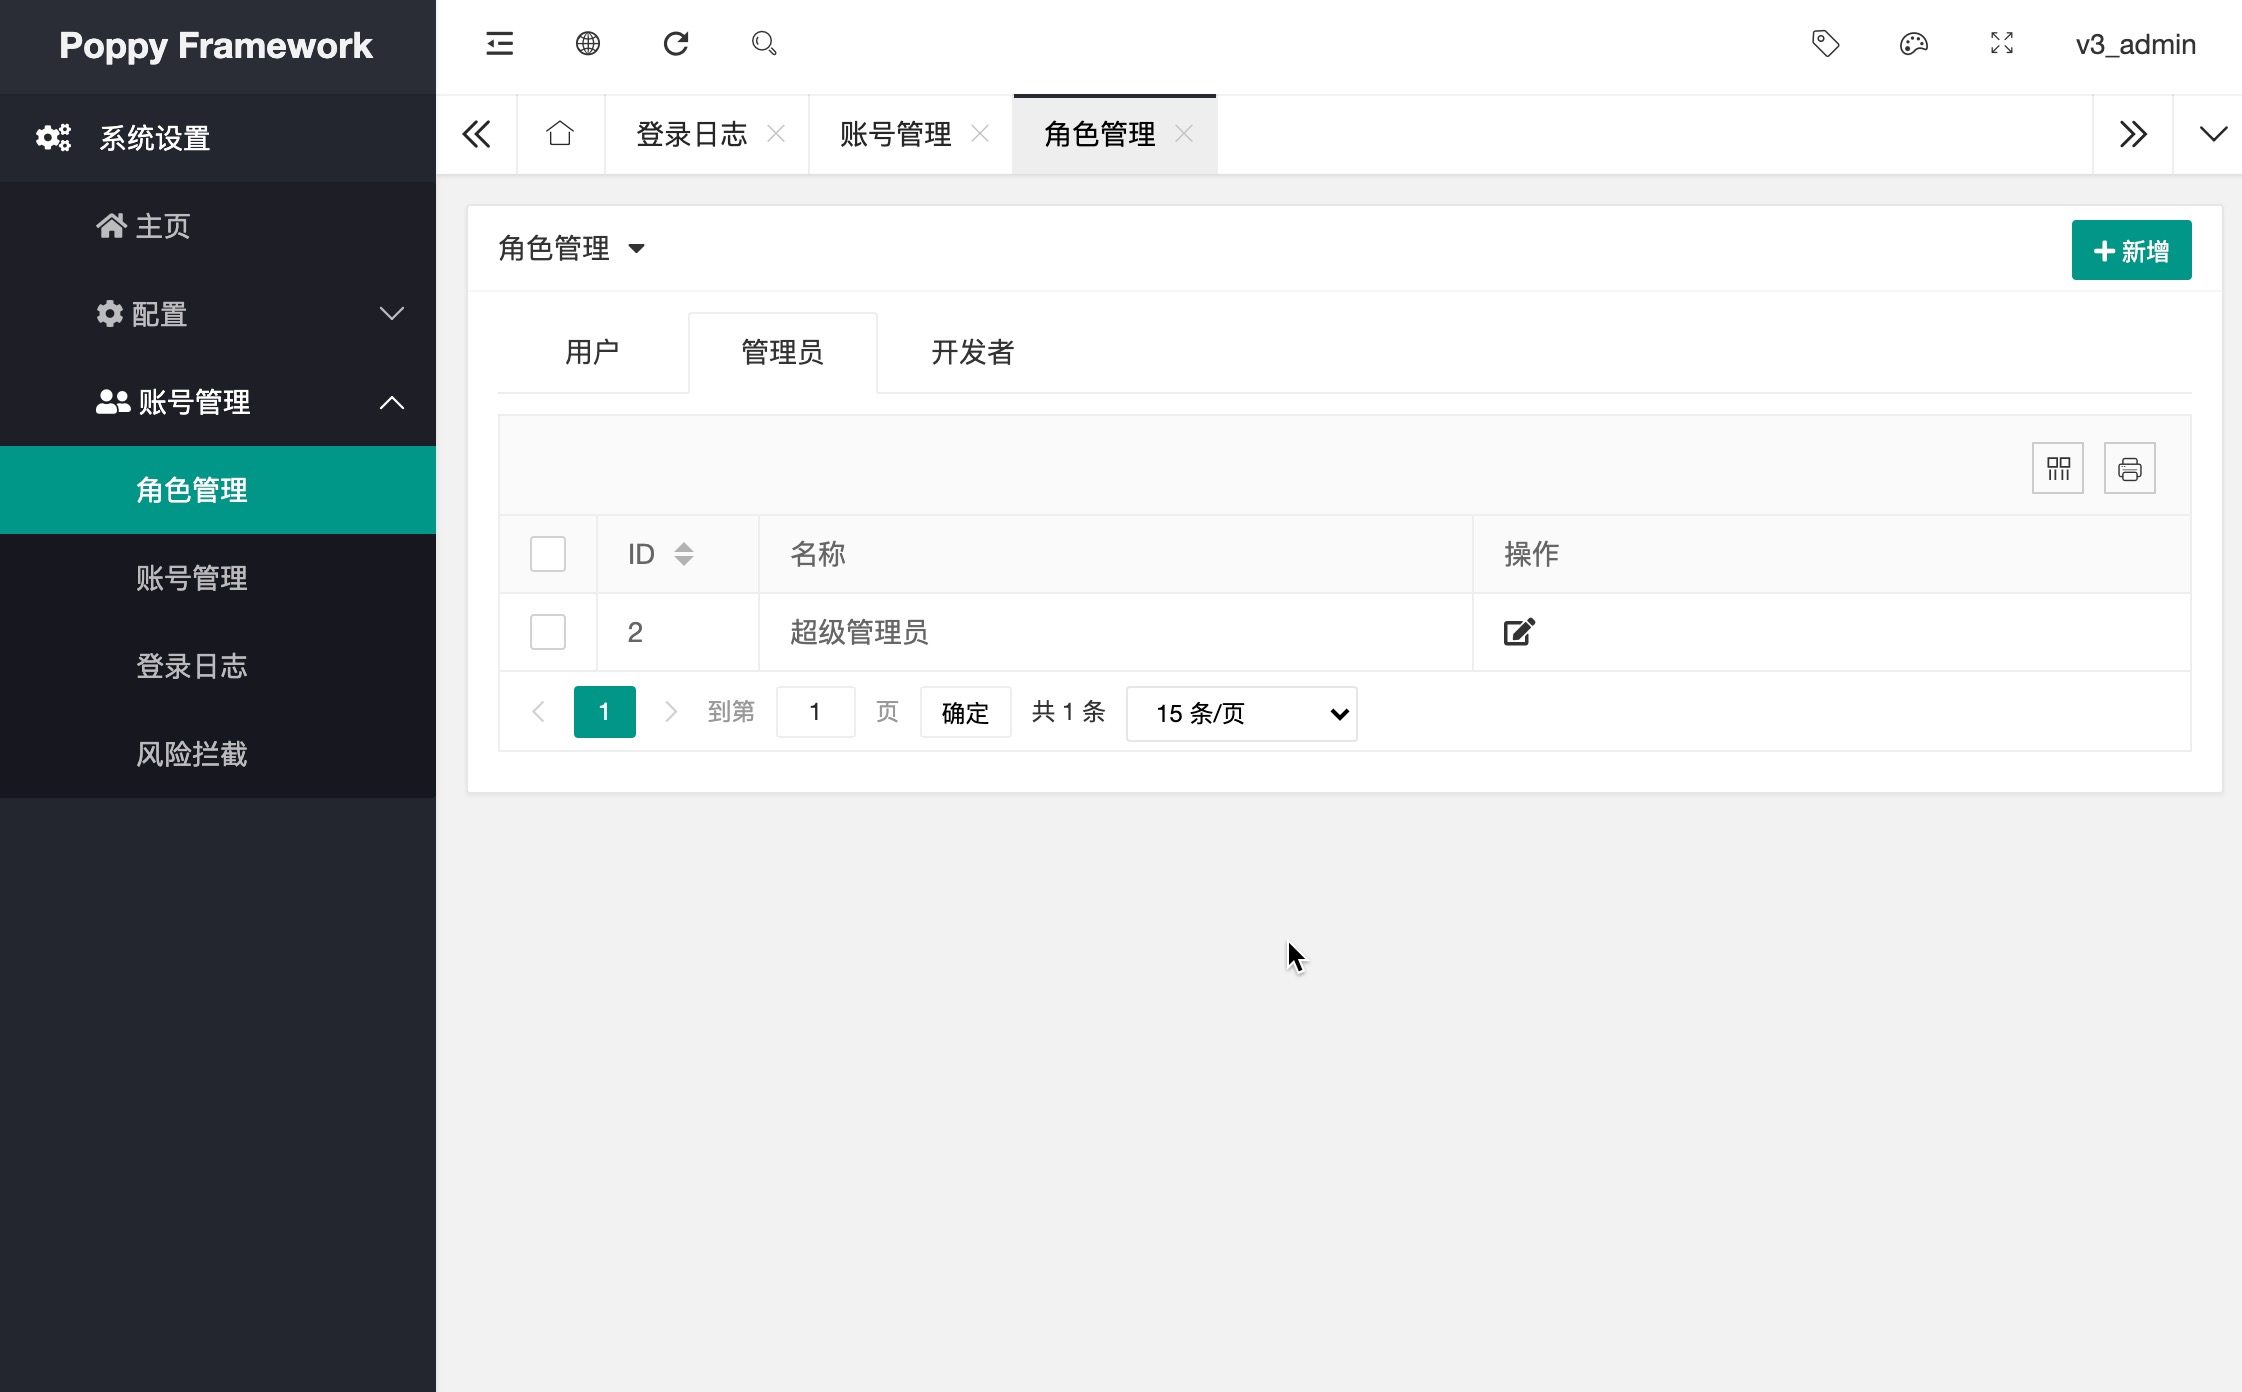 Poppy Framework
v3_admin
系统设置
登录日志
账号管理
角色管理
主页
配置
账号管理
角色管理
账号管理
登录日志
风险拦截
角色管理
新增
用户
管理员
开发者
ID
名称
操作
2
超级管理员
1
到第
1
页
确定
共 1 条
15 条/页